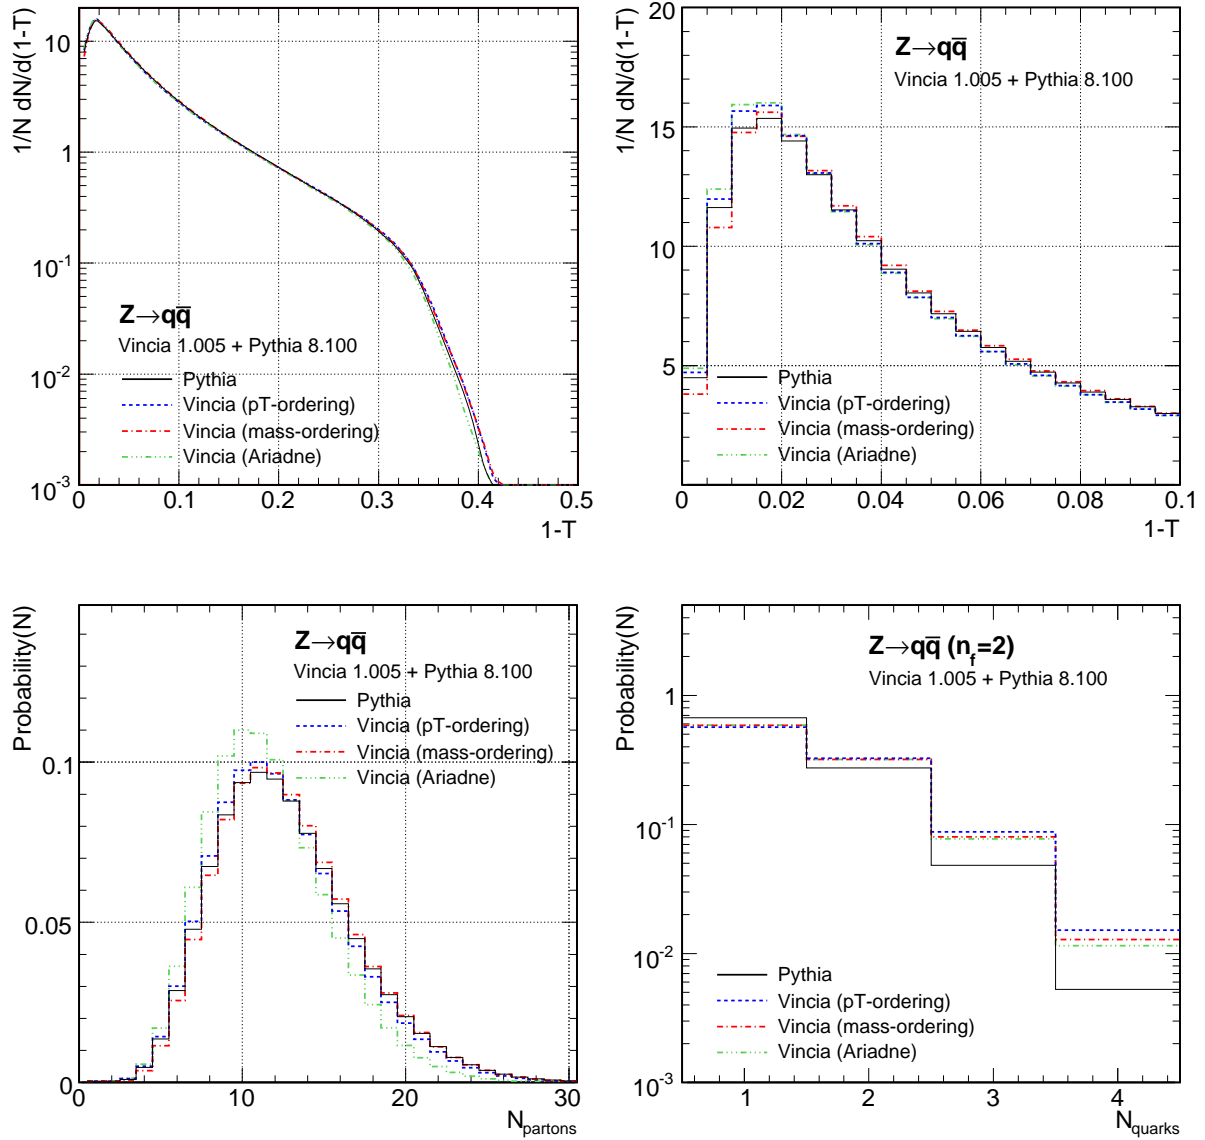 1/N dN/d(1-T)
10
1
10^-1
10^-2
10^-3
Z→qq̅
Vincia 1.005 + Pythia 8.100
Pythia
Vincia (pT-ordering)
Vincia (mass-ordering)
Vincia (Ariadne)
0 0.1 0.2 0.3 0.4 0.5
1-T
1/N dN/d(1-T)
20
15
10
5
Z→qq̅
Vincia 1.005 + Pythia 8.100
Pythia
Vincia (pT-ordering)
Vincia (mass-ordering)
Vincia (Ariadne)
0 0.02 0.04 0.06 0.08 0.1
1-T
Probability(N)
0.1
0.05
0
Z→qq̅
Vincia 1.005 + Pythia 8.100
Pythia
Vincia (pT-ordering)
Vincia (mass-ordering)
Vincia (Ariadne)
0 10 20 30
N_partons
Probability(N)
1
10^-1
10^-2
10^-3
Z→qq̅ (n_f=2)
Vincia 1.005 + Pythia 8.100
Pythia
Vincia (pT-ordering)
Vincia (mass-ordering)
Vincia (Ariadne)
1 2 3 4
N_quarks